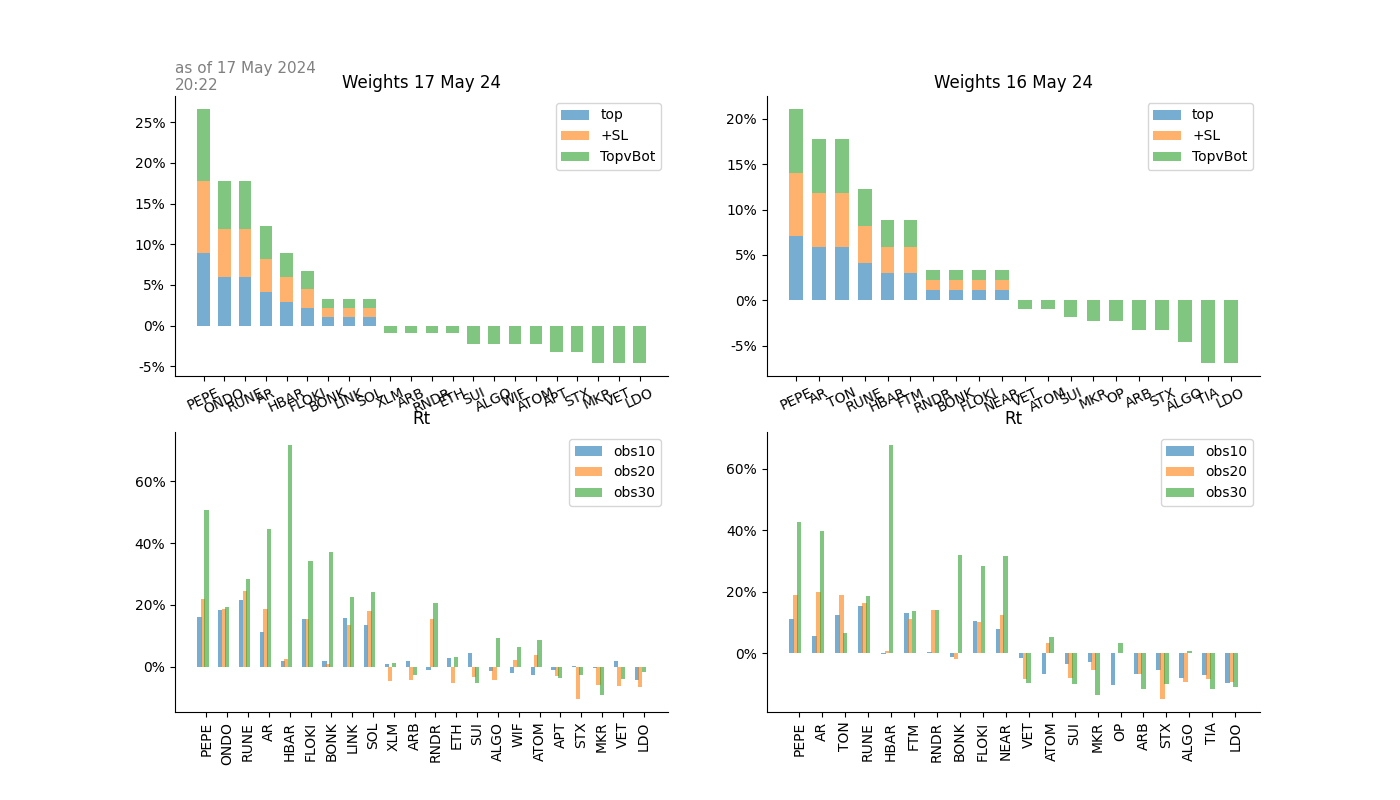 as of 17 May 2024
20:22
Weights 17 May 24
25%
20%
15%
10%
5%
0%
-5%
top
+SL
TopvBot
PEPE ONDO RUNE AR HBAR FLOKI BONK LINK SOL XLM ARB RNDR ETH SUI ALGO WIF ATOM APT STX MKR VET LDO
Weights 16 May 24
20%
15%
10%
5%
0%
-5%
top
+SL
TopvBot
PEPE AR TON RUNE HBAR FTM RNDR BONK FLOKI NEAR VET ATOM SUI MKR OP ARB STX ALGO TIA LDO
Rt
60%
40%
20%
0%
obs10
obs20
obs30
PEPE ONDO RUNE AR HBAR FLOKI BONK LINK SOL XLM ARB RNDR ETH SUI ALGO WIF ATOM APT STX MKR VET LDO
Rt
60%
40%
20%
0%
obs10
obs20
obs30
PEPE AR TON RUNE HBAR FTM RNDR BONK FLOKI NEAR VET ATOM SUI MKR OP ARB STX ALGO TIA LDO